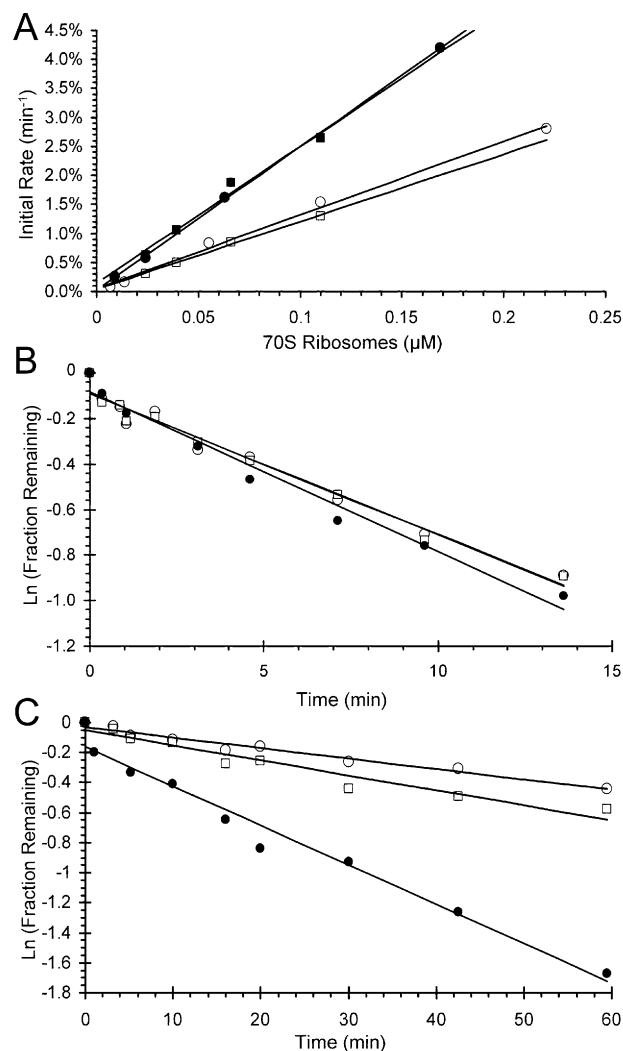 A
4.5%
4.0%
3.5%
3.0%
2.5%
2.0%
1.5%
1.0%
0.5%
0.0%
Initial Rate (min⁻¹)
0 0.05 0.1 0.15 0.2 0.25
70S Ribosomes (µM)
B
0
-0.2
-0.4
-0.6
-0.8
-1.0
-1.2
Ln (Fraction Remaining)
0 5 10 15
Time (min)
C
0
-0.2
-0.4
-0.6
-0.8
-1
-1.2
-1.4
-1.6
-1.8
Ln (Fraction Remaining)
0 10 20 30 40 50 60
Time (min)